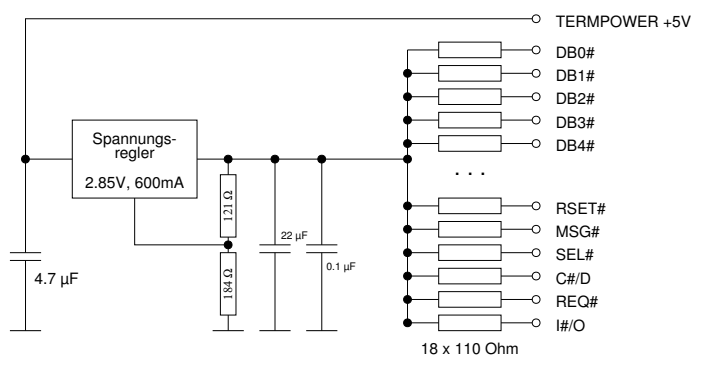 TERMPOWER +5V
DB0#
DB1#
DB2#
DB3#
DB4#
Spannungs-
regler
2.85V, 600mA
. . .
121 Ω
184 Ω
22 µF
0.1 µF
4.7 µF
RSET#
MSG#
SEL#
C#/D
REQ#
I#/O
18 x 110 Ohm